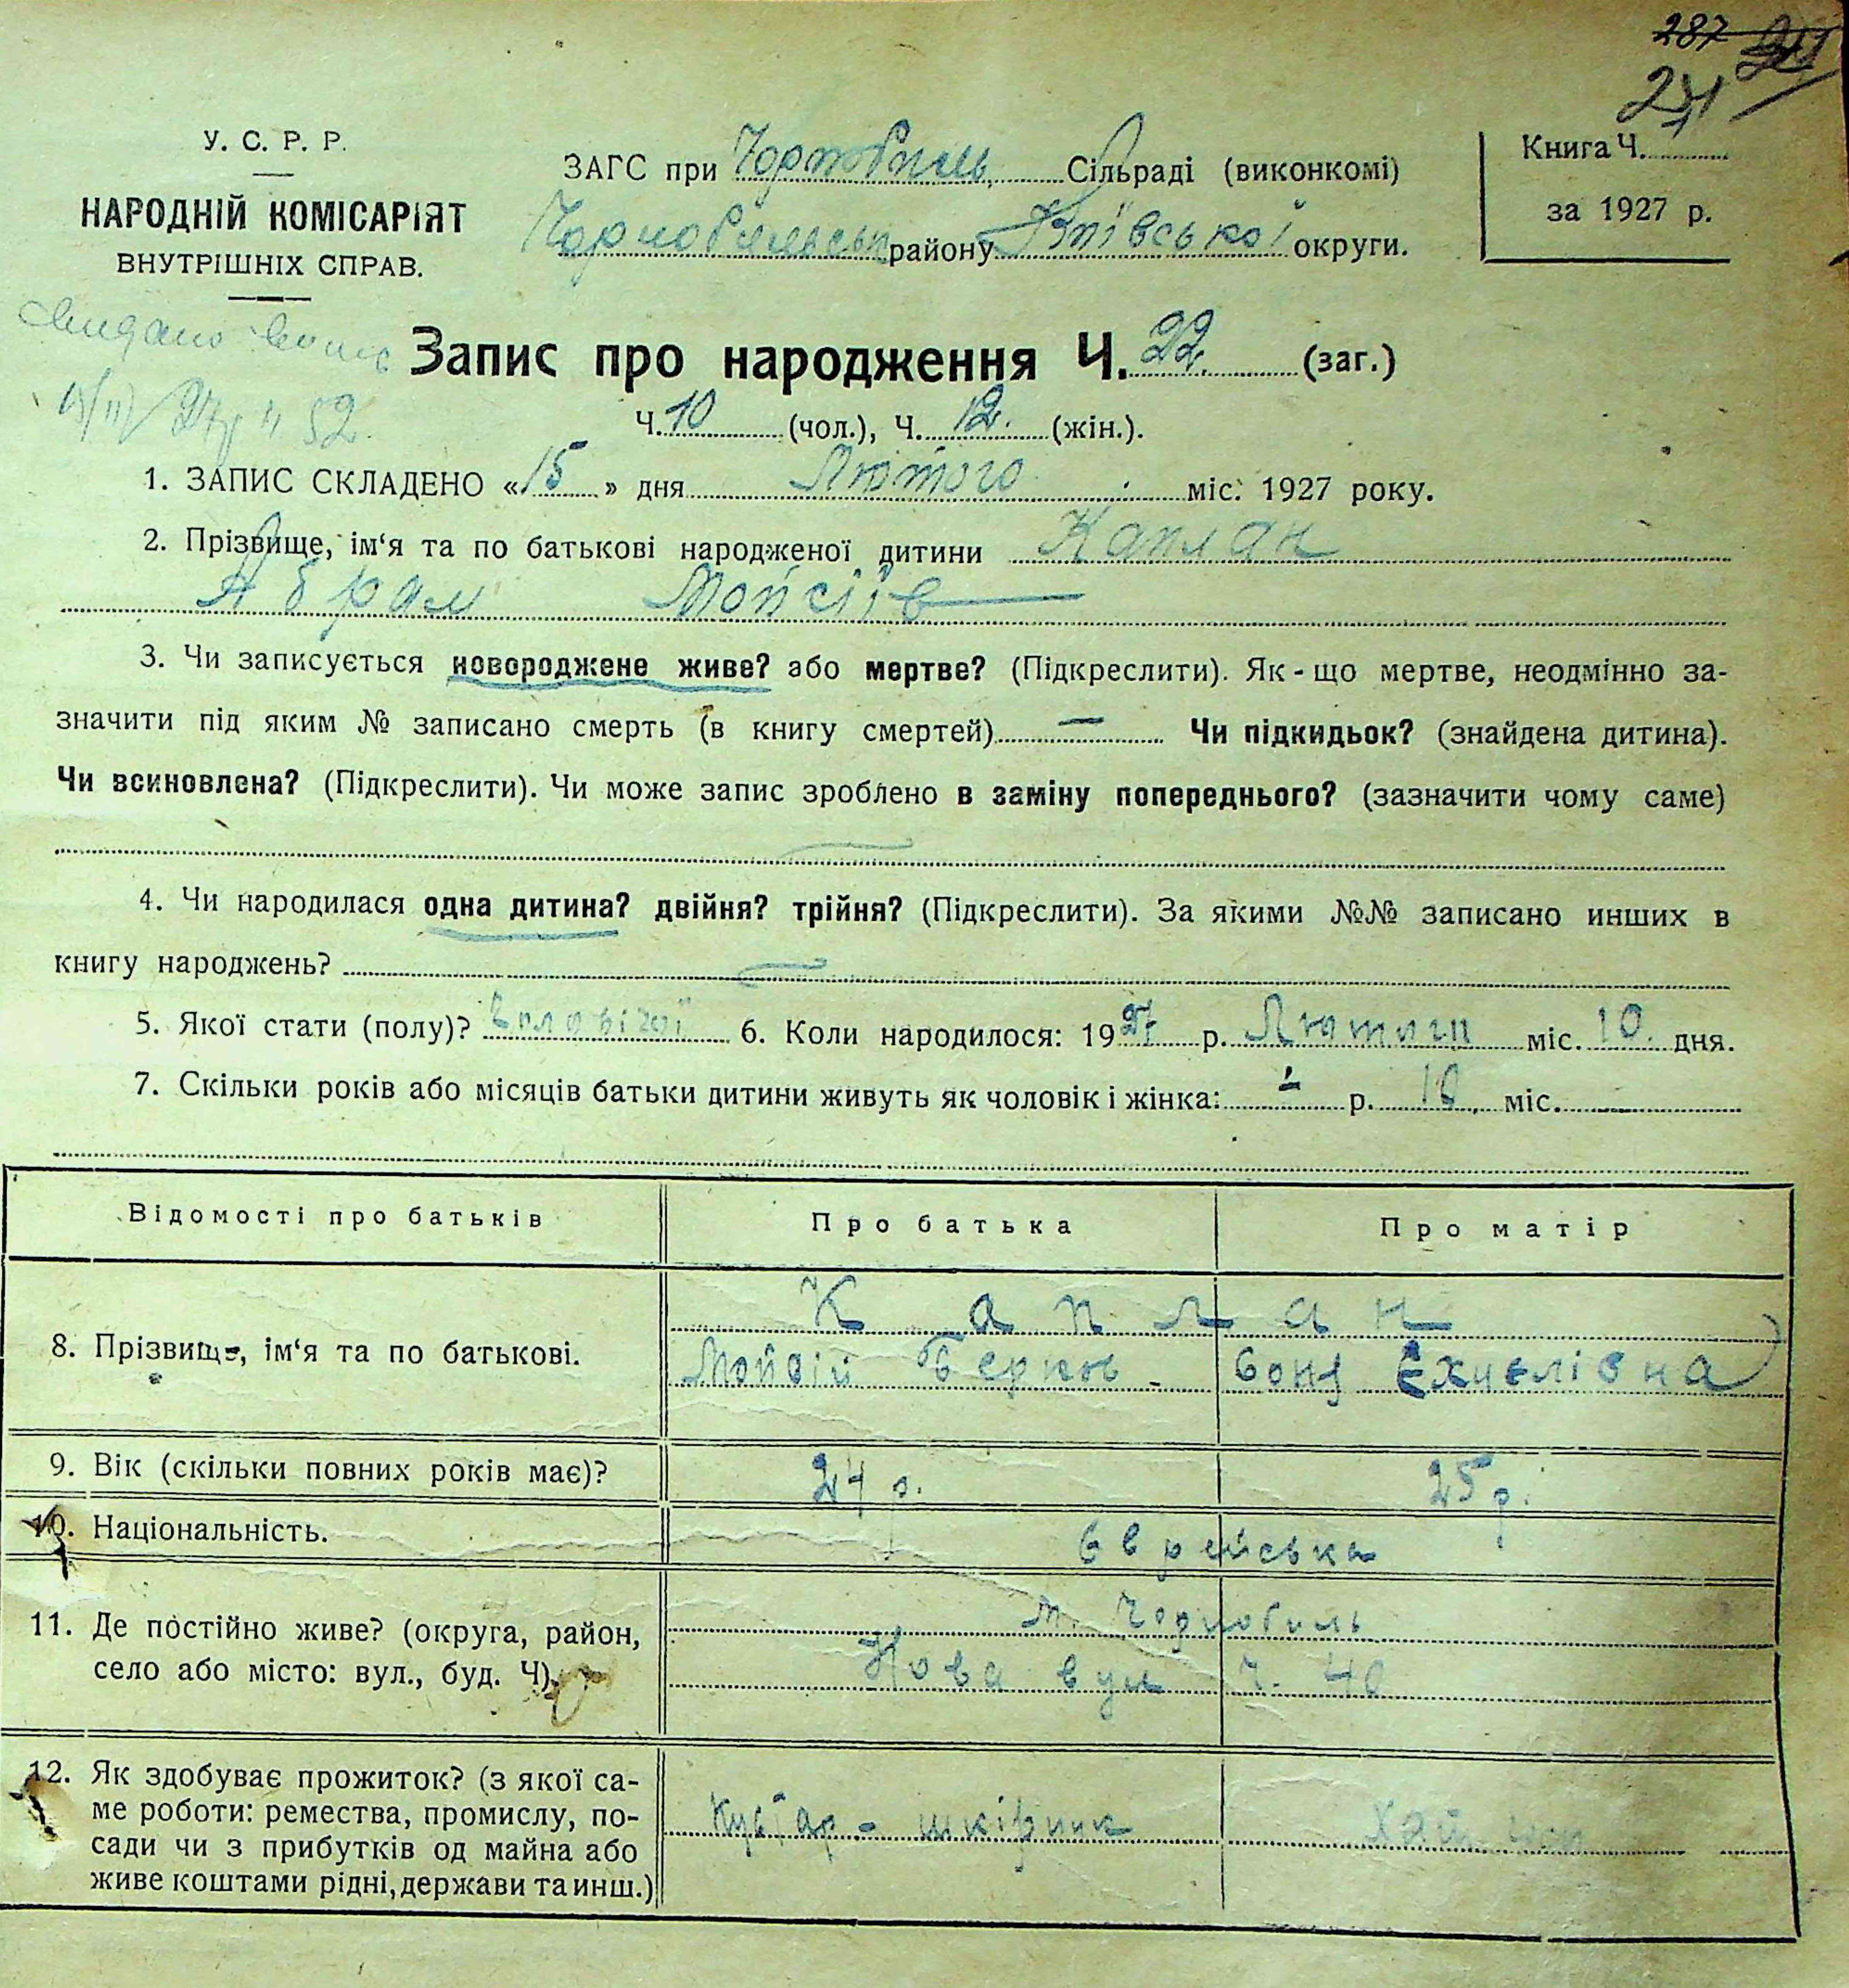 287
241
У. С. Р. Р.
НАРОДНІЙ КОМІСАРІЯТ
ВНУТРІШНІХ СПРАВ.
ЗАГС при Чорнобиль Сільраді (виконкомі)
Чорнобильськ району Київської округи.
Книга Ч.
за 1927 р.
Видано
52.
Запис про народження Ч. 22. (заг.)
Ч. 10 (чол.), Ч. 12. (жін.).
1. ЗАПИС СКЛАДЕНО «15» дня Лютого міс. 1927 року.
2. Прізвище, ім‘я та по батькові народженої дитини Каплан
Абрам Мойсіїв
3. Чи записується новороджене живе? або мертве? (Підкреслити). Як-що мертве, неодмінно за-
значити під яким № записано смерть (в книгу смертей) — Чи підкидьок? (знайдена дитина).
Чи всиновлена? (Підкреслити). Чи може запис зроблено в заміну попереднього? (зазначити чому саме)
4. Чи народилася одна дитина? двійня? трійня? (Підкреслити). За якими №№ записано инших в
книгу народжень?
5. Якої стати (полу)? Чоловічої 6. Коли народилося: 1927 р. Лютого міс. 10. дня.
7. Скільки років або місяців батьки дитини живуть як чоловік і жінка: - р. 10 міс.
Відомості про батьків Про батька Про матір
8. Прізвище, ім‘я та по батькові.
Каплан
Мойсій Берков. Соня Єхиелівна
9. Вік (скільки повних років має)? 24 р. 25 р.
10. Національність. Єврейська
11. Де постійно живе? (округа, район,
село або місто: вул., буд. Ч).
м. Чорнобиль
Нова вул ч. 40
12. Як здобуває прожиток? (з якої са-
ме роботи: ремества, промислу, по-
сади чи з прибутків од майна або
живе коштами рідні, держави та инш.)
Кустар - шкірник